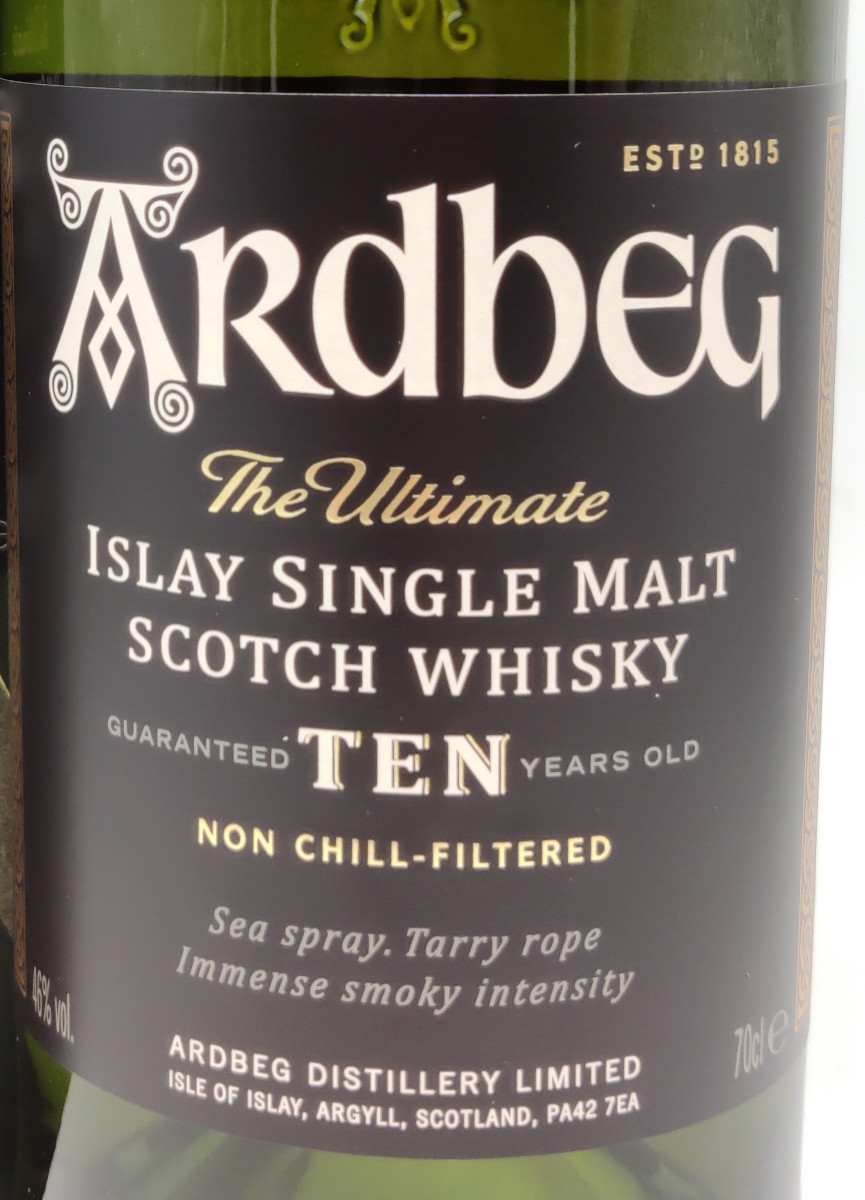 ESTD 1815
ARDBEG
The Ultimate
ISLAY SINGLE MALT
SCOTCH WHISKY
GUARANTEED TEN YEARS OLD
NON CHILL-FILTERED
Sea spray. Tarry rope
Immense smoky intensity
46% vol.
70cl e
ARDBEG DISTILLERY LIMITED
ISLE OF ISLAY, ARGYLL, SCOTLAND, PA42 7EA